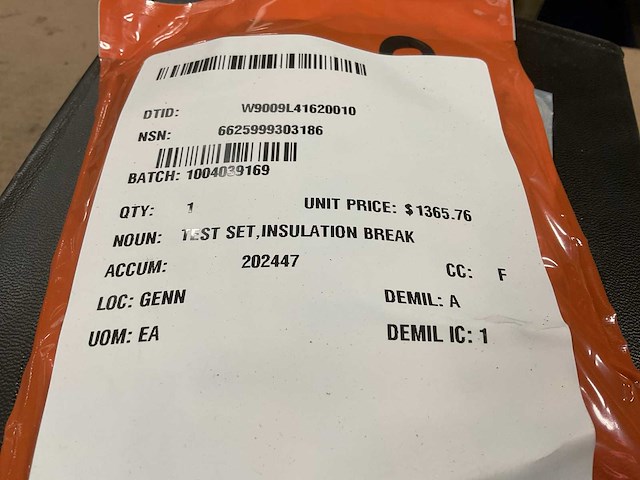 DTID: W9009L41620010
NSN: 6625999303186
BATCH: 1004039169
QTY: 1 UNIT PRICE: $1365.76
NOUN: TEST SET,INSULATION BREAK
ACCUM: 202447 CC: F
LOC: GENN DEMIL: A
UOM: EA DEMIL IC: 1